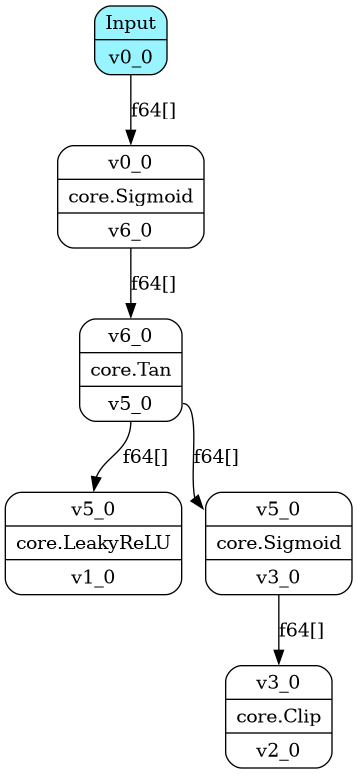 Input
v0_0
f64[]
v0_0
core.Sigmoid
v6_0
f64[]
v6_0
core.Tan
v5_0
f64[]
f64[]
v5_0
core.LeakyReLU
v1_0
v5_0
core.Sigmoid
v3_0
f64[]
v3_0
core.Clip
v2_0